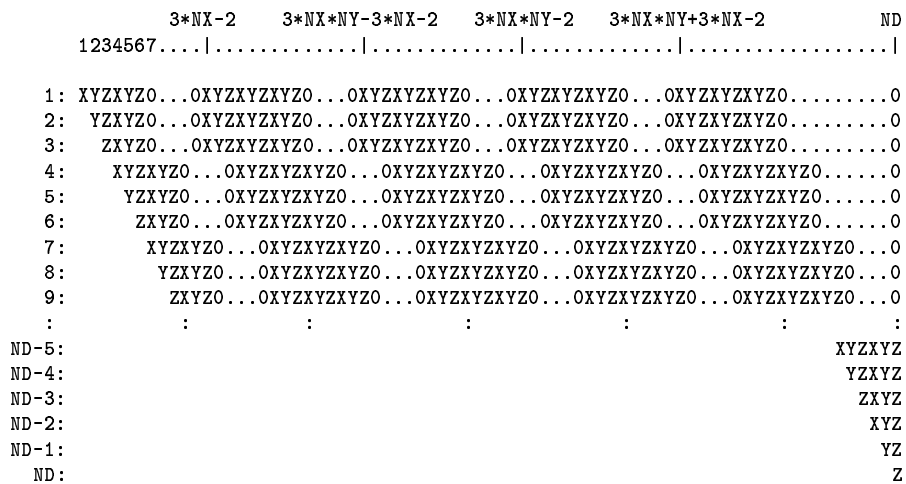 3*NX-2 3*NX*NY-3*NX-2 3*NX*NY-2 3*NX*NY+3*NX-2 ND
1234567....|.............|.............|.............|..................|
1: XYZXYZ0...0XYZXYZXYZ0...0XYZXYZXYZ0...0XYZXYZXYZ0...0XYZXYZXYZ0.........0
2: YZXYZ0...0XYZXYZXYZ0...0XYZXYZXYZ0...0XYZXYZXYZ0...0XYZXYZXYZ0.........0
3: ZXYZ0...0XYZXYZXYZ0...0XYZXYZXYZ0...0XYZXYZXYZ0...0XYZXYZXYZ0.........0
4: XYZXYZ0...0XYZXYZXYZ0...0XYZXYZXYZ0...0XYZXYZXYZ0...0XYZXYZXYZ0......0
5: YZXYZ0...0XYZXYZXYZ0...0XYZXYZXYZ0...0XYZXYZXYZ0...0XYZXYZXYZ0......0
6: ZXYZ0...0XYZXYZXYZ0...0XYZXYZXYZ0...0XYZXYZXYZ0...0XYZXYZXYZ0......0
7: XYZXYZ0...0XYZXYZXYZ0...0XYZXYZXYZ0...0XYZXYZXYZ0...0XYZXYZXYZ0...0
8: YZXYZ0...0XYZXYZXYZ0...0XYZXYZXYZ0...0XYZXYZXYZ0...0XYZXYZXYZ0...0
9: ZXYZ0...0XYZXYZXYZ0...0XYZXYZXYZ0...0XYZXYZXYZ0...0XYZXYZXYZ0...0
: : : : : : :
ND-5: XYZXYZ
ND-4: YZXYZ
ND-3: ZXYZ
ND-2: XYZ
ND-1: YZ
ND: Z